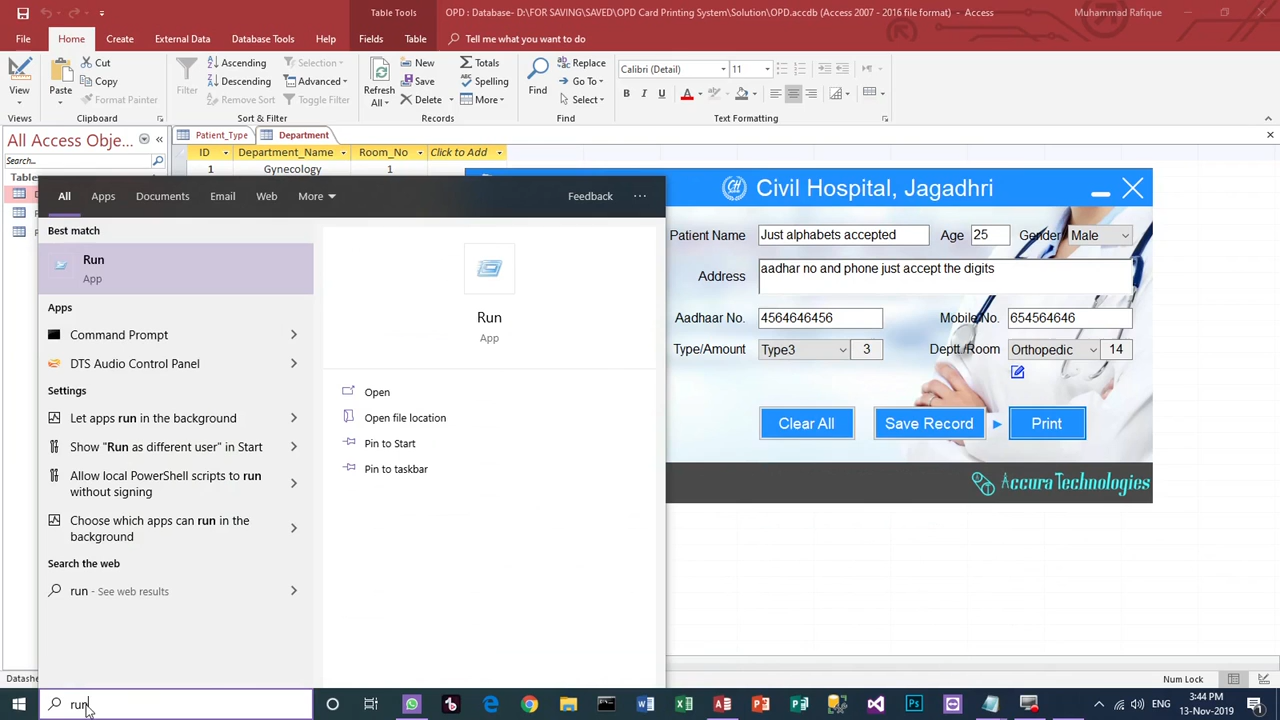 Table Tools
OPD : Database- D:\FOR SAVING\SAVED\OPD Card Printing System\Solution\OPD.accdb (Access 2007 - 2016 file format) - Access
Muhammad Rafique
File Home Create External Data Database Tools Help Fields Table Tell me what you want to do
View
Views
Paste
Cut
Copy
Format Painter
Clipboard
Filter
Ascending
Descending
Remove Sort
Selection
Advanced
Toggle Filter
Sort & Filter
Refresh All
New
Save
Delete
Totals
Spelling
More
Records
Find
Replace
Go To
Select
Find
Calibri (Detail) 11
B I U A
Text Formatting
All Access Obje...
Search...
Patient_Type Department
ID Department_Name Room_No Click to Add
1 Gynecology 1
Table
All Apps Documents Email Web More Feedback
Best match
Run
App
Apps
Command Prompt
DTS Audio Control Panel
Settings
Let apps run in the background
Show "Run as different user" in Start
Allow local PowerShell scripts to run
without signing
Choose which apps can run in the
background
Search the web
run - See web results
Run
App
Open
Open file location
Pin to Start
Pin to taskbar
Civil Hospital, Jagadhri
Patient Name Just alphabets accepted Age 25 Gender Male
Address aadhar no and phone just accept the digits
Aadhaar No. 4564646456 Mobile No. 654564646
Type/Amount Type3 3 Deptt/Room Orthopedic 14
Clear All Save Record Print
Accura Technologies
Datashe
Num Lock
run
ENG
3:44 PM
13-Nov-2019